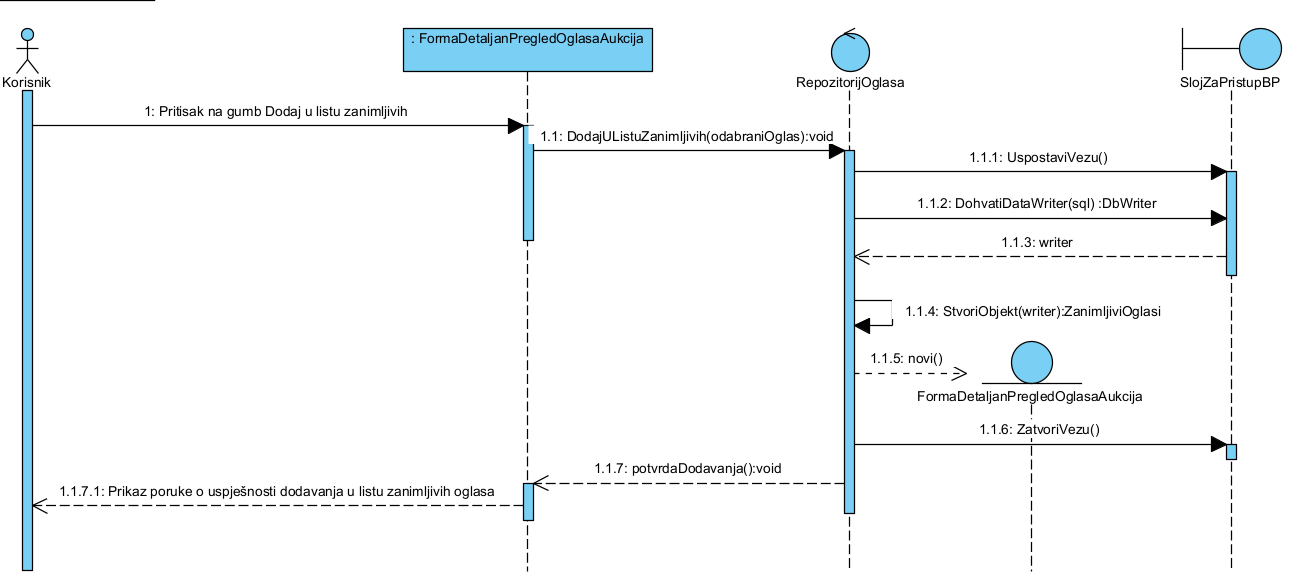 : FormaDetaljanPregledOglasaAukcija
Korisnik
RepozitorijOglasa
SlojZaPristupBP
1: Pritisak na gumb Dodaj u listu zanimljivih
1.1: DodajUListuZanimljivih(odabraniOglas):void
1.1.1: UspostaviVezu()
1.1.2: DohvatiDataWriter(sql) :DbWriter
1.1.3: writer
1.1.4: StvoriObjekt(writer):ZanimljiviOglasi
1.1.5: novi()
FormaDetaljanPregledOglasaAukcija
1.1.6: ZatvoriVezu()
1.1.7: potvrdaDodavanja():void
1.1.7.1: Prikaz poruke o uspješnosti dodavanja u listu zanimljivih oglasa